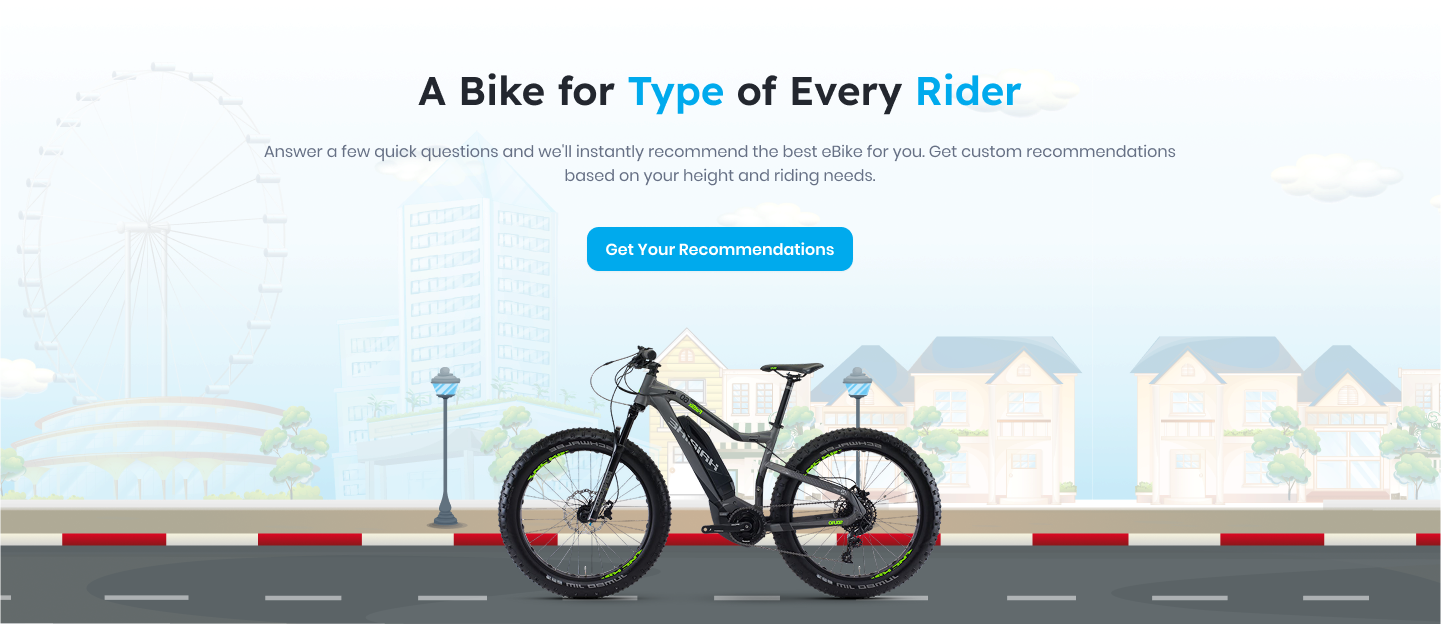 A Bike for Type of Every Rider
Answer a few quick questions and we'll instantly recommend the best eBike for you. Get custom recommendations
based on your height and riding needs.
Get Your Recommendations